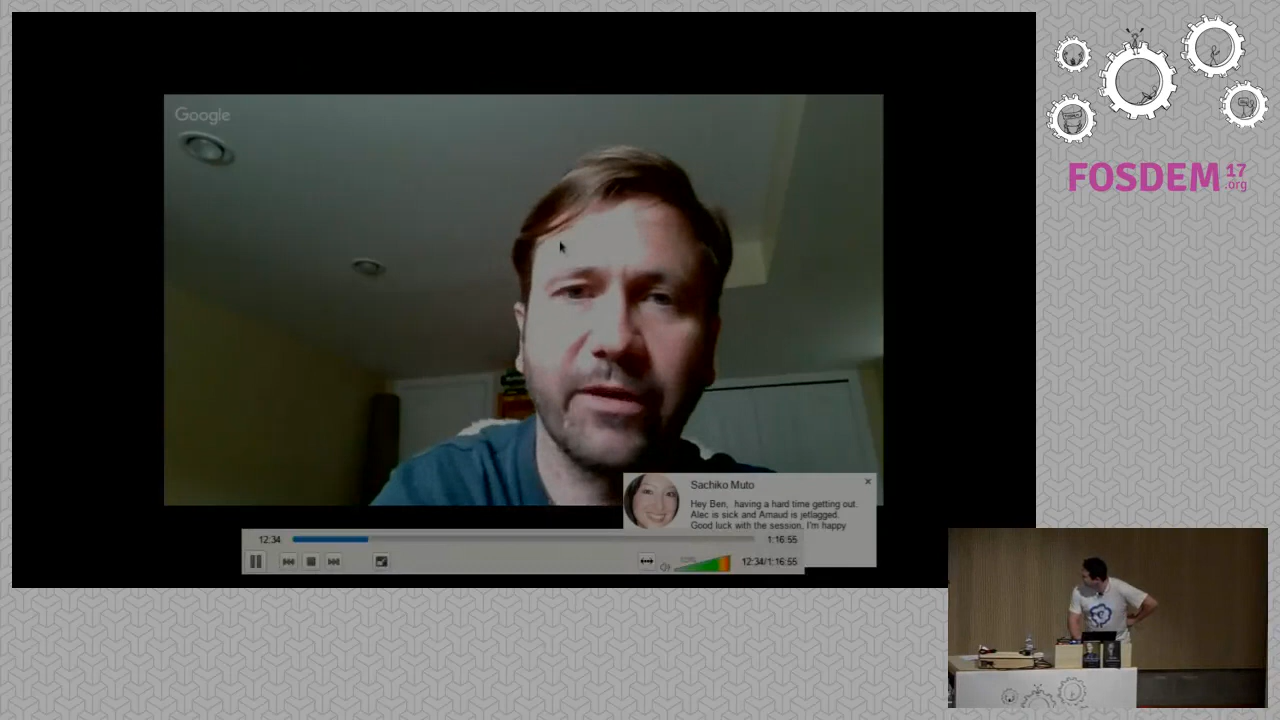 Google
FOSDEM 17
.org
Sachiko Muto
Hey Ben, having a hard time getting out.
Alec is sick and Arnaud is jetlagged.
Good luck with the session, I'm happy
12:34
1:16:55
12:34/1:16:55